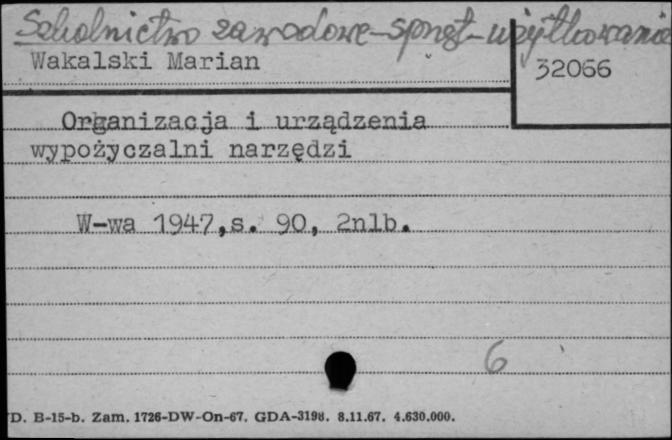 Szkolnictwo zawodowe-sprzęt-użytkowanie
Wakalski Marian
32066
Organizacja i urządzenia
wypożyczalni narzędzi
W-wa 1947,s. 90, 2nlb.
6
D. B-15-b. Zam. 1726-DW-On-67. GDA-3198. 8.11.67. 4.630.000.